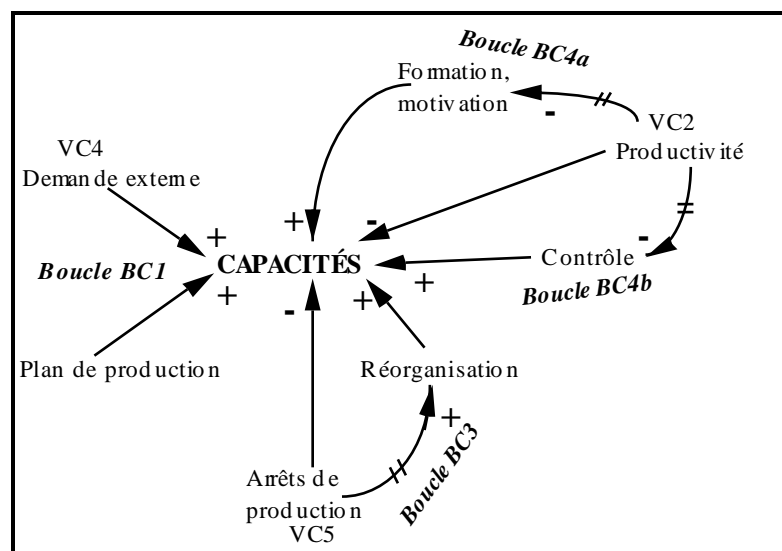 Boucle BC4a
Formation,
motivation
-
VC2
Productivité
VC4
Demande externe
+
+
-
-
Boucle BC1
CAPACITÉS
Contrôle
+
-
+
+
Boucle BC4b
Plan de production
Réorganisation
+
Boucle BC3
Arrêts de
production
VC5